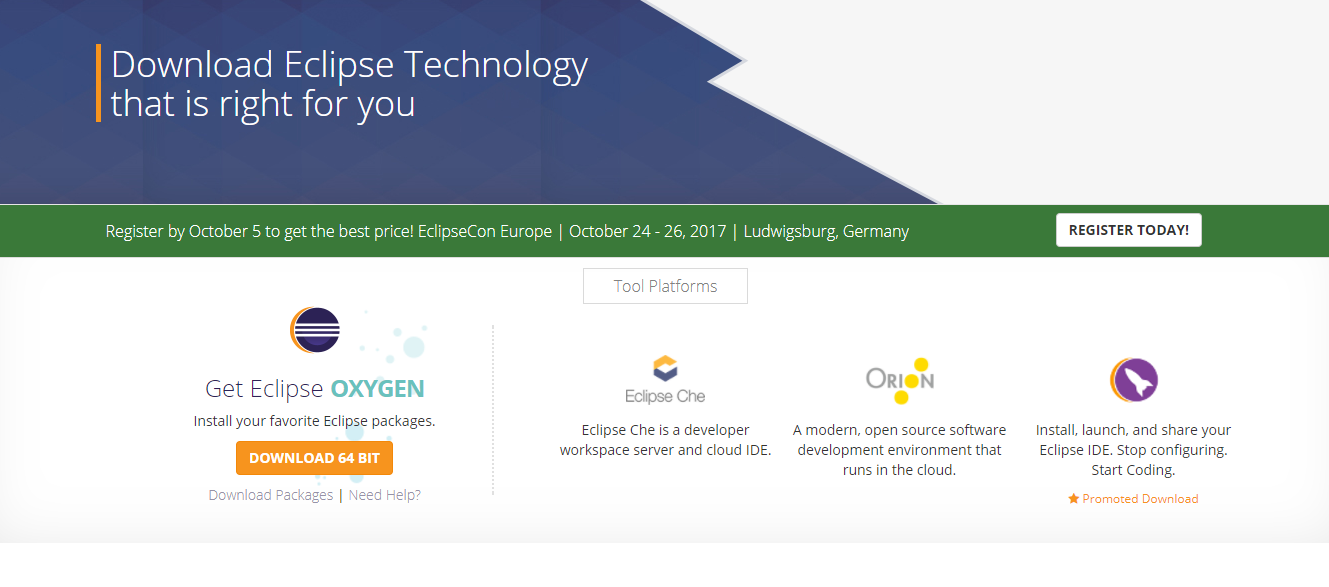 Download Eclipse Technology
that is right for you
Register by October 5 to get the best price! EclipseCon Europe | October 24 - 26, 2017 | Ludwigsburg, Germany
REGISTER TODAY!
Tool Platforms
Get Eclipse OXYGEN
Install your favorite Eclipse packages.
DOWNLOAD 64 BIT
Download Packages | Need Help?
Eclipse Che
Eclipse Che is a developer
workspace server and cloud IDE.
ORION
A modern, open source software
development environment that
runs in the cloud.
Install, launch, and share your
Eclipse IDE. Stop configuring.
Start Coding.
Promoted Download